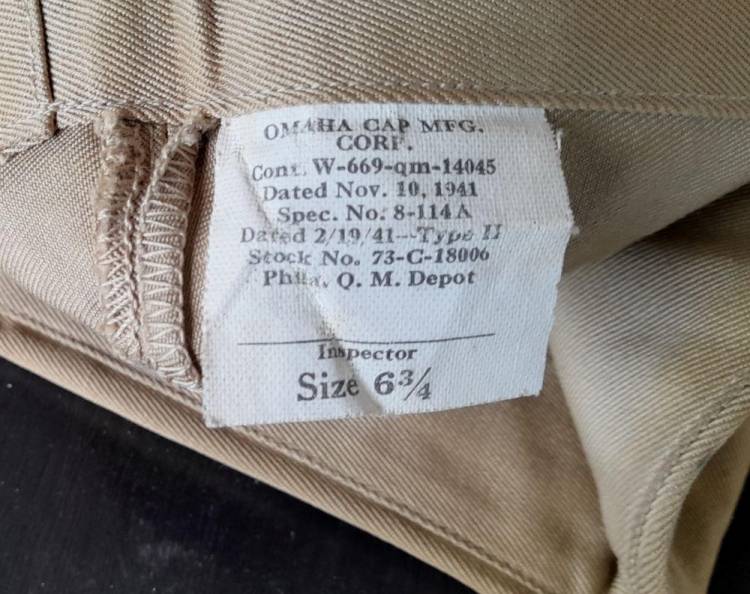 OMAHA CAP MFG.
CORP.
Cont. W-669-qm-14045
Dated Nov. 10, 1941
Spec. No. 8-114A
Dated 2/19/41--Type II
Stock No. 73-C-18006
Phila. Q. M. Depot
Inspector
Size 6¾